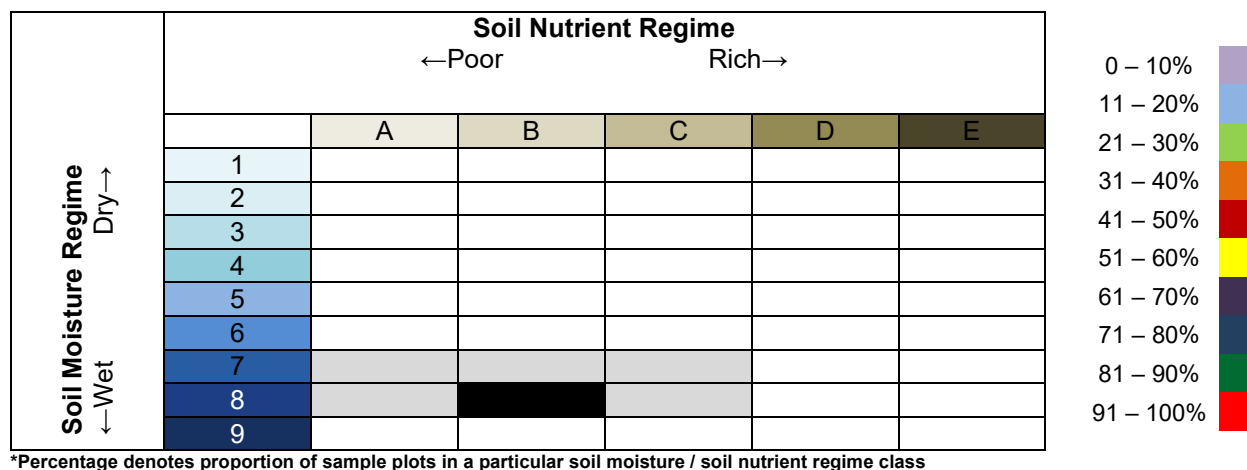 Soil Nutrient Regime
←Poor Rich→
A B C D E
Soil Moisture Regime
←Wet Dry→
1
2
3
4
5
6
7
8
9
0 – 10%
11 – 20%
21 – 30%
31 – 40%
41 – 50%
51 – 60%
61 – 70%
71 – 80%
81 – 90%
91 – 100%
*Percentage denotes proportion of sample plots in a particular soil moisture / soil nutrient regime class